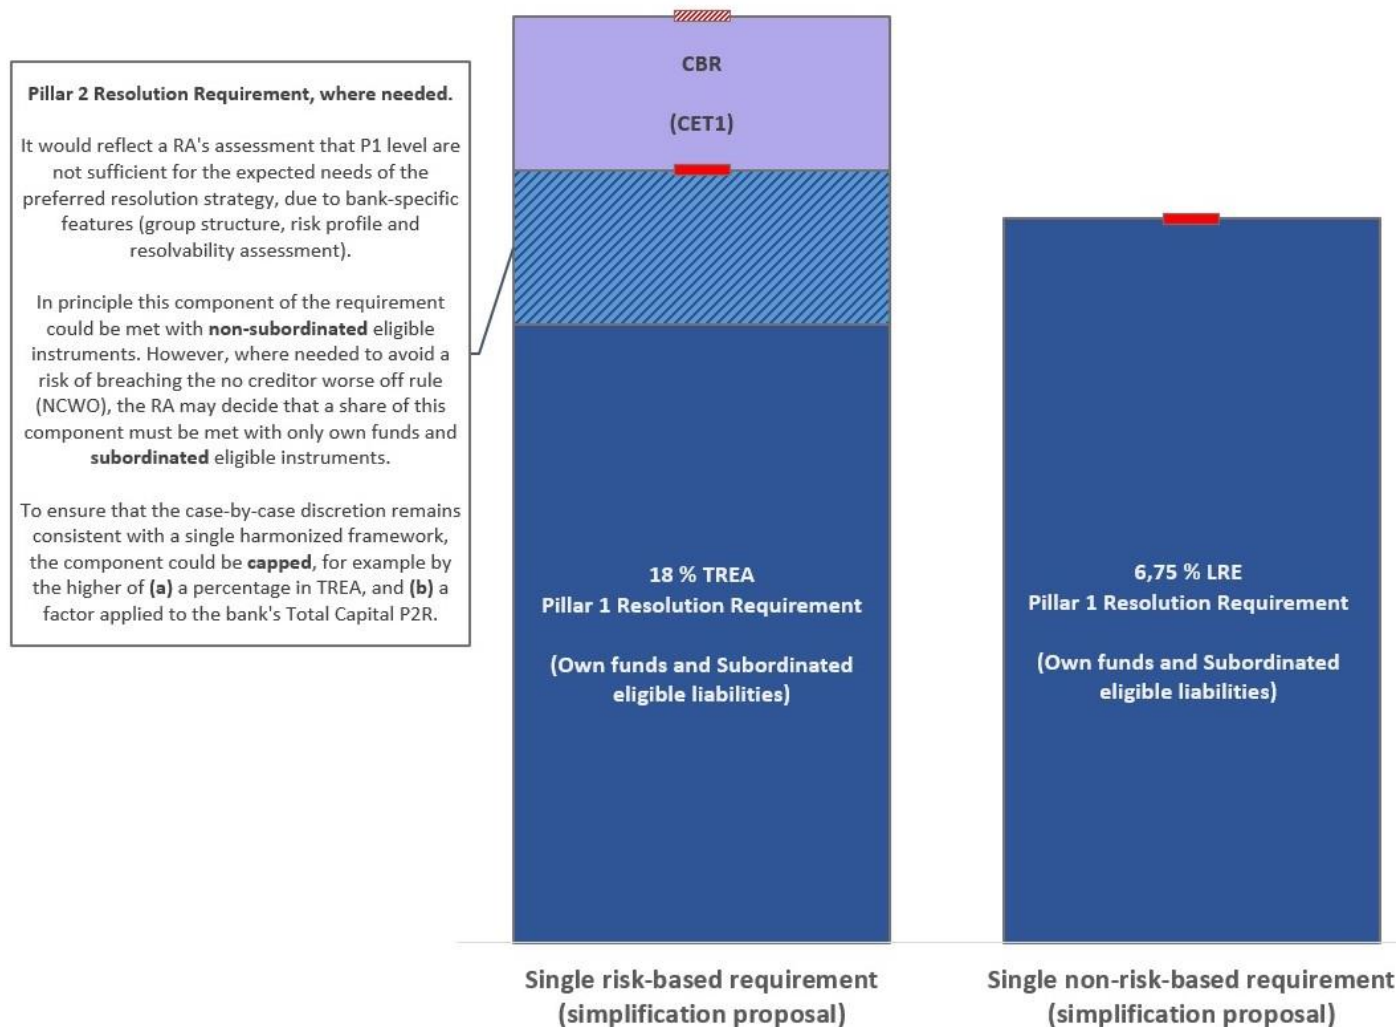 Pillar 2 Resolution Requirement, where needed.
It would reflect a RA's assessment that P1 level are
not sufficient for the expected needs of the
preferred resolution strategy, due to bank-specific
features (group structure, risk profile and
resolvability assessment).
In principle this component of the requirement
could be met with non-subordinated eligible
instruments. However, where needed to avoid a
risk of breaching the no creditor worse off rule
(NCWO), the RA may decide that a share of this
component must be met with only own funds and
subordinated eligible instruments.
To ensure that the case-by-case discretion remains
consistent with a single harmonized framework,
the component could be capped, for example by
the higher of (a) a percentage in TREA, and (b) a
factor applied to the bank's Total Capital P2R.
CBR
(CET1)
18 % TREA
Pillar 1 Resolution Requirement
(Own funds and Subordinated
eligible liabilities)
6,75 % LRE
Pillar 1 Resolution Requirement
(Own funds and Subordinated
eligible liabilities)
Single risk-based requirement
(simplification proposal)
Single non-risk-based requirement
(simplification proposal)